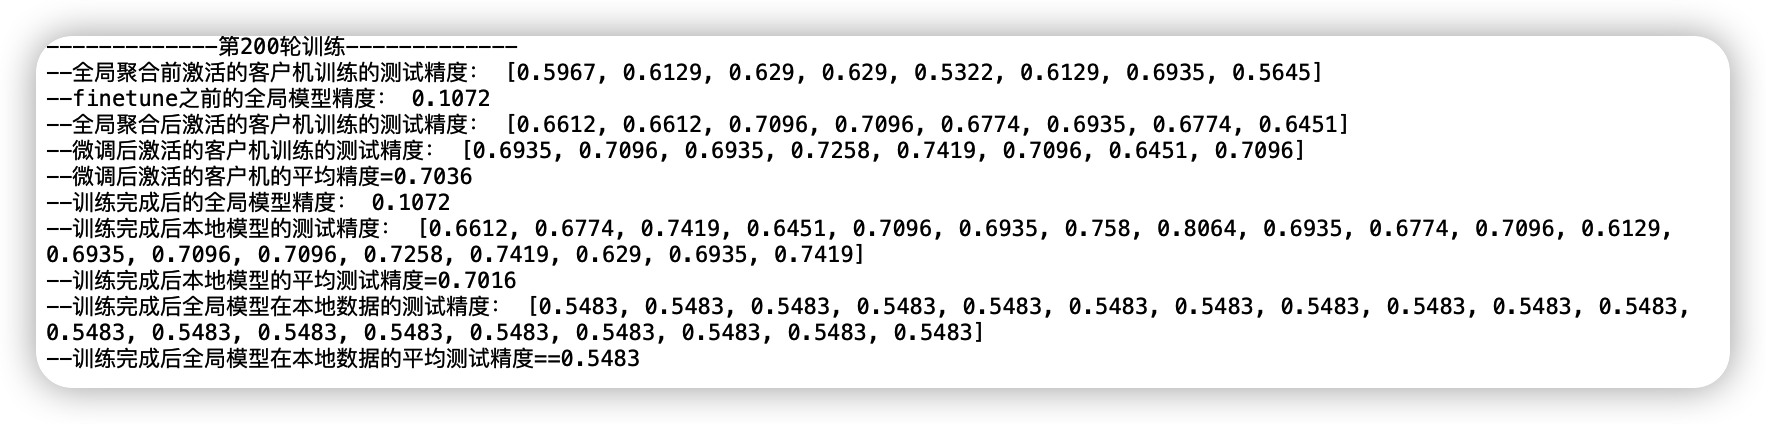 -------------第200轮训练-------------
--全局聚合前激活的客户机训练的测试精度： [0.5967, 0.6129, 0.629, 0.629, 0.5322, 0.6129, 0.6935, 0.5645]
--finetune之前的全局模型精度： 0.1072
--全局聚合后激活的客户机训练的测试精度： [0.6612, 0.6612, 0.7096, 0.7096, 0.6774, 0.6935, 0.6774, 0.6451]
--微调后激活的客户机训练的测试精度： [0.6935, 0.7096, 0.6935, 0.7258, 0.7419, 0.7096, 0.6451, 0.7096]
--微调后激活的客户机的平均精度=0.7036
--训练完成后的全局模型精度： 0.1072
--训练完成后本地模型的测试精度： [0.6612, 0.6774, 0.7419, 0.6451, 0.7096, 0.6935, 0.758, 0.8064, 0.6935, 0.6774, 0.7096, 0.6129,
0.6935, 0.7096, 0.7096, 0.7258, 0.7419, 0.629, 0.6935, 0.7419]
--训练完成后本地模型的平均测试精度=0.7016
--训练完成后全局模型在本地数据的测试精度： [0.5483, 0.5483, 0.5483, 0.5483, 0.5483, 0.5483, 0.5483, 0.5483, 0.5483, 0.5483, 0.5483,
0.5483, 0.5483, 0.5483, 0.5483, 0.5483, 0.5483, 0.5483, 0.5483, 0.5483]
--训练完成后全局模型在本地数据的平均测试精度==0.5483